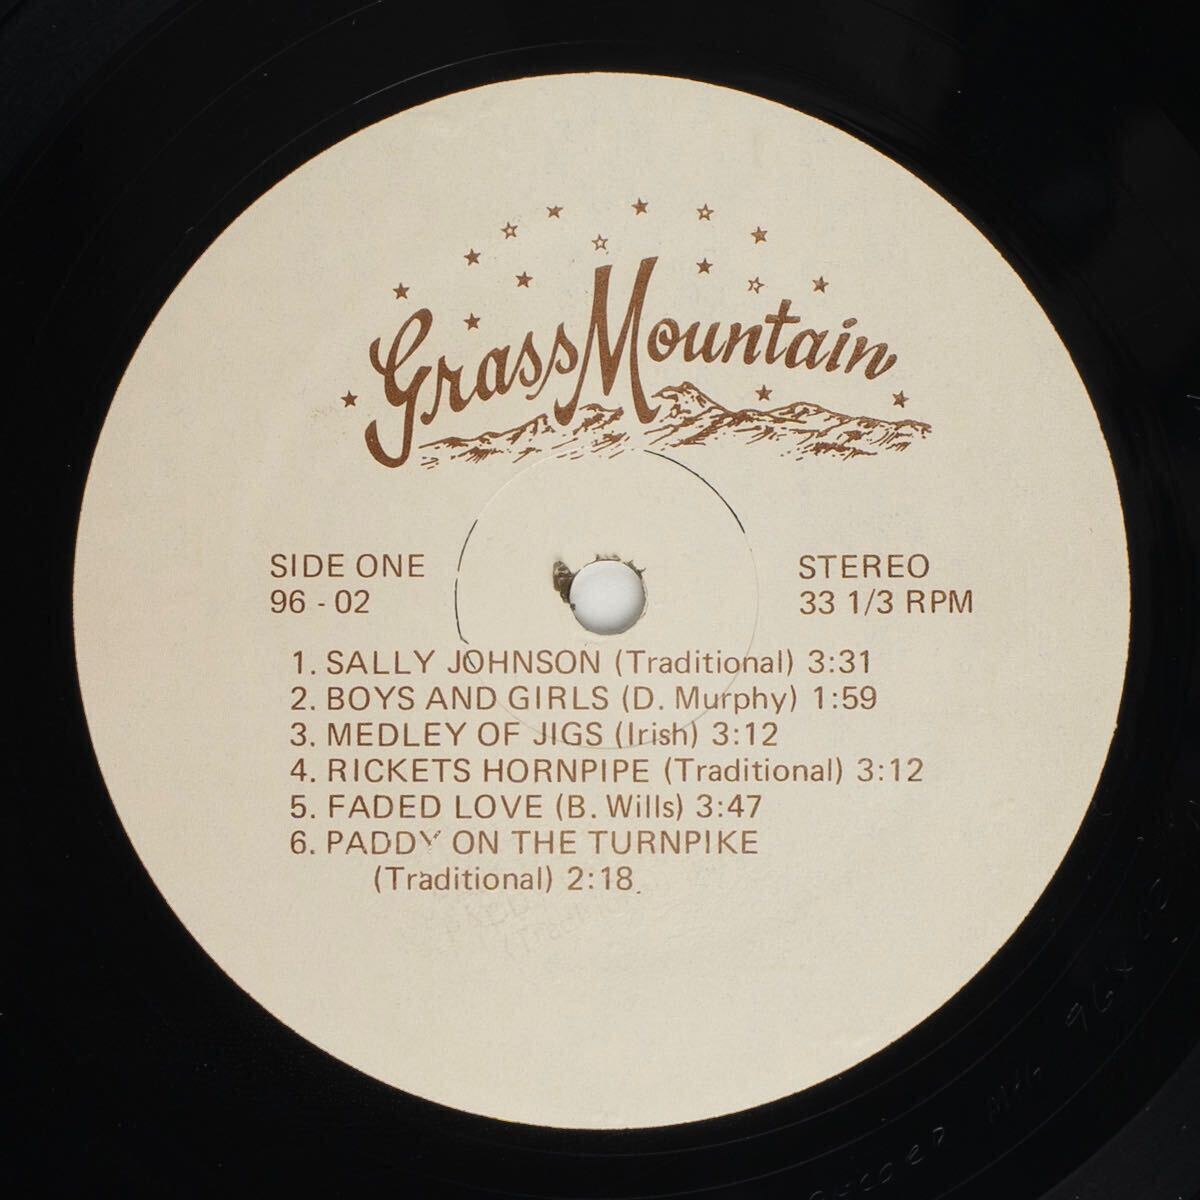 Grass Mountain
SIDE ONE
96 - 02
STEREO
33 1/3 RPM
1. SALLY JOHNSON (Traditional) 3:31
2. BOYS AND GIRLS (D. Murphy) 1:59
3. MEDLEY OF JIGS (Irish) 3:12
4. RICKETS HORNPIPE (Traditional) 3:12
5. FADED LOVE (B. Wills) 3:47
6. PADDY ON THE TURNPIKE
(Traditional) 2:18